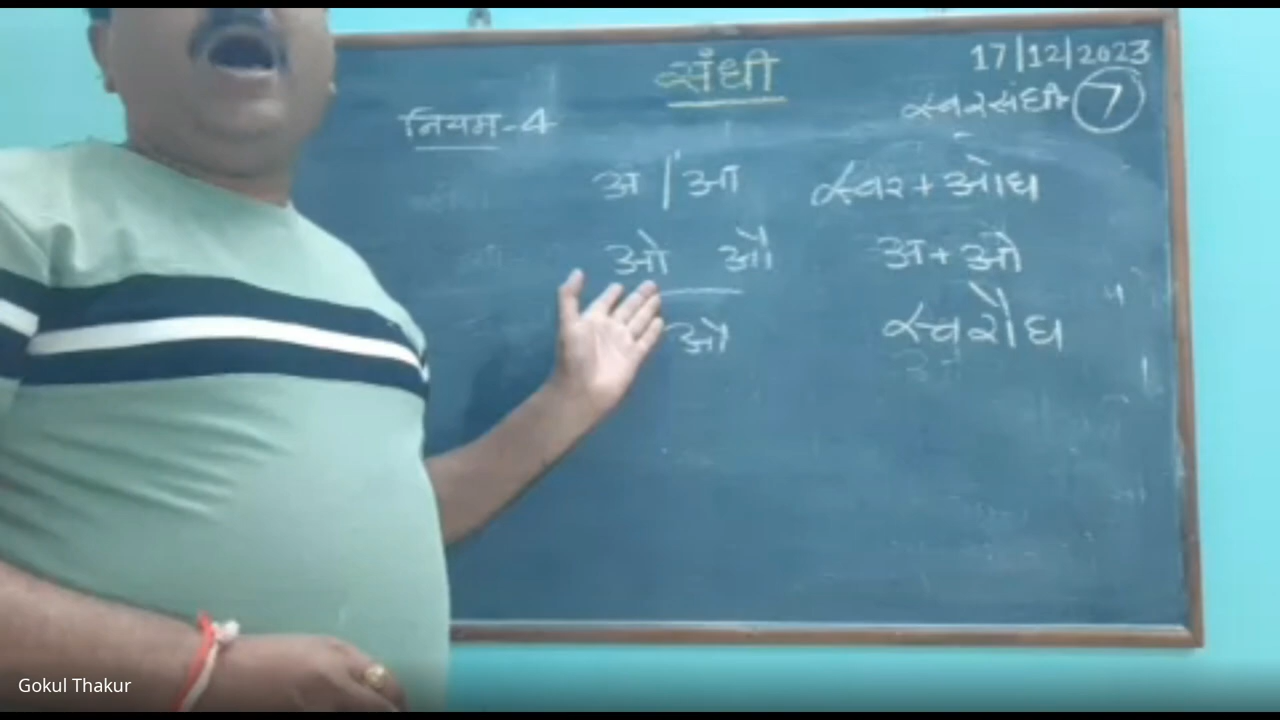 संधी
17/12/2023
स्वरसंधी 7
नियम-4
अ / आ
स्वर + ओघ
ओ औ
अ + ओ
औ
स्वरौघ
Gokul Thakur